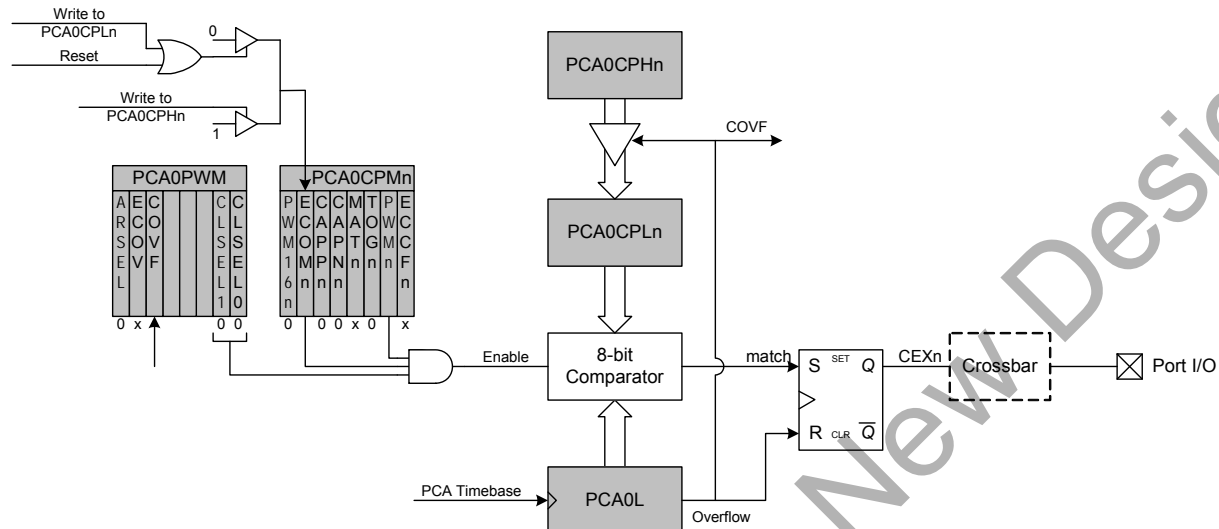 Write to
PCA0CPLn
Reset
0
Write to
PCA0CPHn
1
PCA0PWM
ARSEL
ECOV
COVF
CLSEL1
CLSEL0
0 x 0 0
PCA0CPMn
PWM16n
ECOMn
CAPPn
CAPNn
MATn
TOGn
PWMn
ECCFn
0 0 0 x 0 x
Enable
PCA0CPHn
COVF
PCA0CPLn
8-bit
Comparator
match
S SET Q
R CLR Q
CEXn
Crossbar
Port I/O
PCA Timebase
PCA0L
Overflow
New Desig